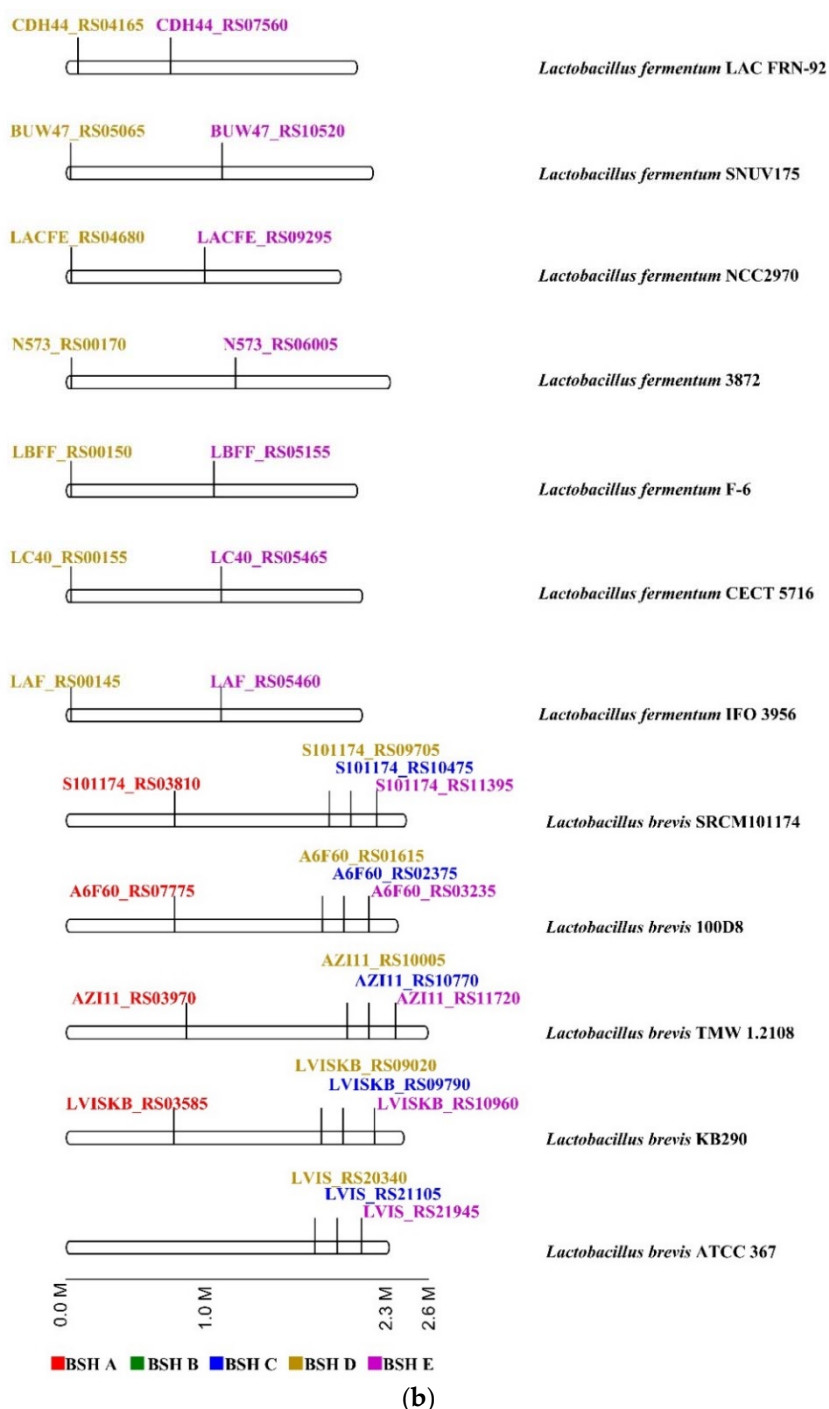 CDH44_RS04165 CDH44_RS07560
Lactobacillus fermentum LAC FRN-92
BUW47_RS05065 BUW47_RS10520
Lactobacillus fermentum SNUV175
LACFE_RS04680 LACFE_RS09295
Lactobacillus fermentum NCC2970
N573_RS00170 N573_RS06005
Lactobacillus fermentum 3872
LBFF_RS00150 LBFF_RS05155
Lactobacillus fermentum F-6
LC40_RS00155 LC40_RS05465
Lactobacillus fermentum CECT 5716
LAF_RS00145 LAF_RS05460
Lactobacillus fermentum IFO 3956
S101174_RS09705
S101174_RS10475
S101174_RS03810 S101174_RS11395
Lactobacillus brevis SRCM101174
A6F60_RS01615
A6F60_RS02375
A6F60_RS07775 A6F60_RS03235
Lactobacillus brevis 100D8
AZI11_RS10005
AZI11_RS10770
AZI11_RS03970 AZI11_RS11720
Lactobacillus brevis TMW 1.2108
LVISKB_RS09020
LVISKB_RS09790
LVISKB_RS03585 LVISKB_RS10960
Lactobacillus brevis KB290
LVIS_RS20340
LVIS_RS21105
LVIS_RS21945
Lactobacillus brevis ATCC 367
0.0 M 1.0 M 2.3 M 2.6 M
BSH A BSH B BSH C BSH D BSH E
(b)